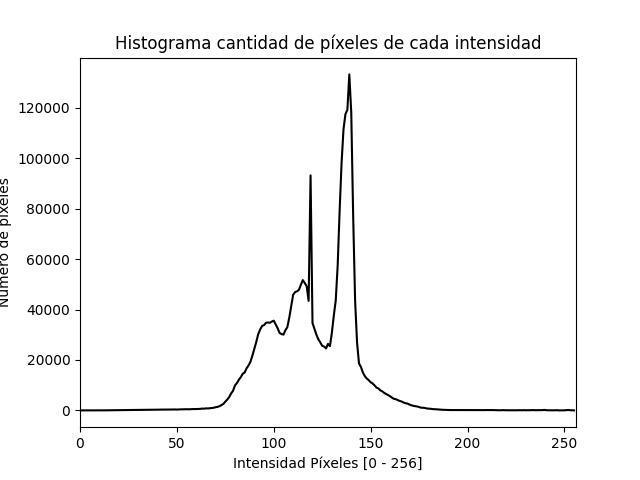 Histograma cantidad de píxeles de cada intensidad
Número de píxeles
120000
100000
80000
60000
40000
20000
0
0 50 100 150 200 250
Intensidad Píxeles [0 - 256]